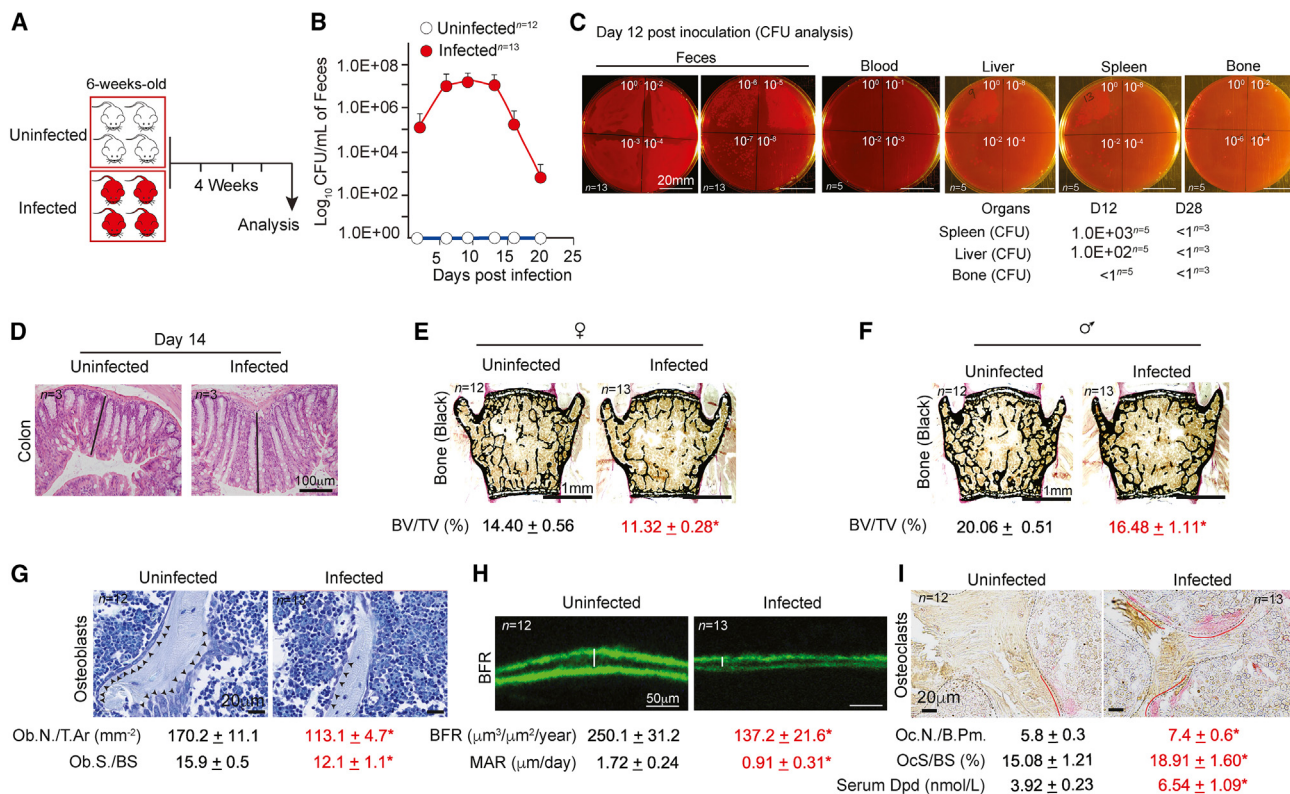 A
6-weeks-old
Uninfected
Infected
4 Weeks
Analysis
B
Uninfected n=12
Infected n=13
Log10CFU/mL of Feces
1.0E+08
1.0E+06
1.0E+04
1.0E+02
1.0E+00
5 10 15 20 25
Days post infection
C
Day 12 post inoculation (CFU analysis)
Feces Blood Liver Spleen Bone
10^0 10^-2 10^-6 10^-5 10^0 10^-1 10^0 10^-8 10^0 10^-8 10^0 10^-2
10^-3 10^-4 10^-7 10^-8 10^-2 10^-3 10^-2 10^-4 10^-2 10^-4 10^-6 10^-4
20mm
n=13 n=13 n=5 n=5 n=5 n=5
Organs D12 D28
Spleen (CFU) 1.0E+03 n=5 <1 n=3
Liver (CFU) 1.0E+02 n=5 <1 n=3
Bone (CFU) <1 n=5 <1 n=3
D
Day 14
Uninfected Infected
n=3 n=3
Colon
100µm
E
♀
Uninfected Infected
n=12 n=13
Bone (Black)
1mm
BV/TV (%) 14.40 ± 0.56 11.32 ± 0.28*
F
♂
Uninfected Infected
n=12 n=13
Bone (Black)
1mm
BV/TV (%) 20.06 ± 0.51 16.48 ± 1.11*
G
Uninfected Infected
Osteoblasts
20µm
Ob.N./T.Ar (mm-2) 170.2 ± 11.1 113.1 ± 4.7*
Ob.S./BS 15.9 ± 0.5 12.1 ± 1.1*
H
Uninfected Infected
n=12 n=13
BFR
50µm
BFR (µm3/µm2/year) 250.1 ± 31.2 137.2 ± 21.6*
MAR (µm/day) 1.72 ± 0.24 0.91 ± 0.31*
I
Uninfected Infected
n=12 n=13
Osteoclasts
20µm
Oc.N./B.Pm. 5.8 ± 0.3 7.4 ± 0.6*
OcS/BS (%) 15.08 ± 1.21 18.91 ± 1.60*
Serum Dpd (nmol/L) 3.92 ± 0.23 6.54 ± 1.09*